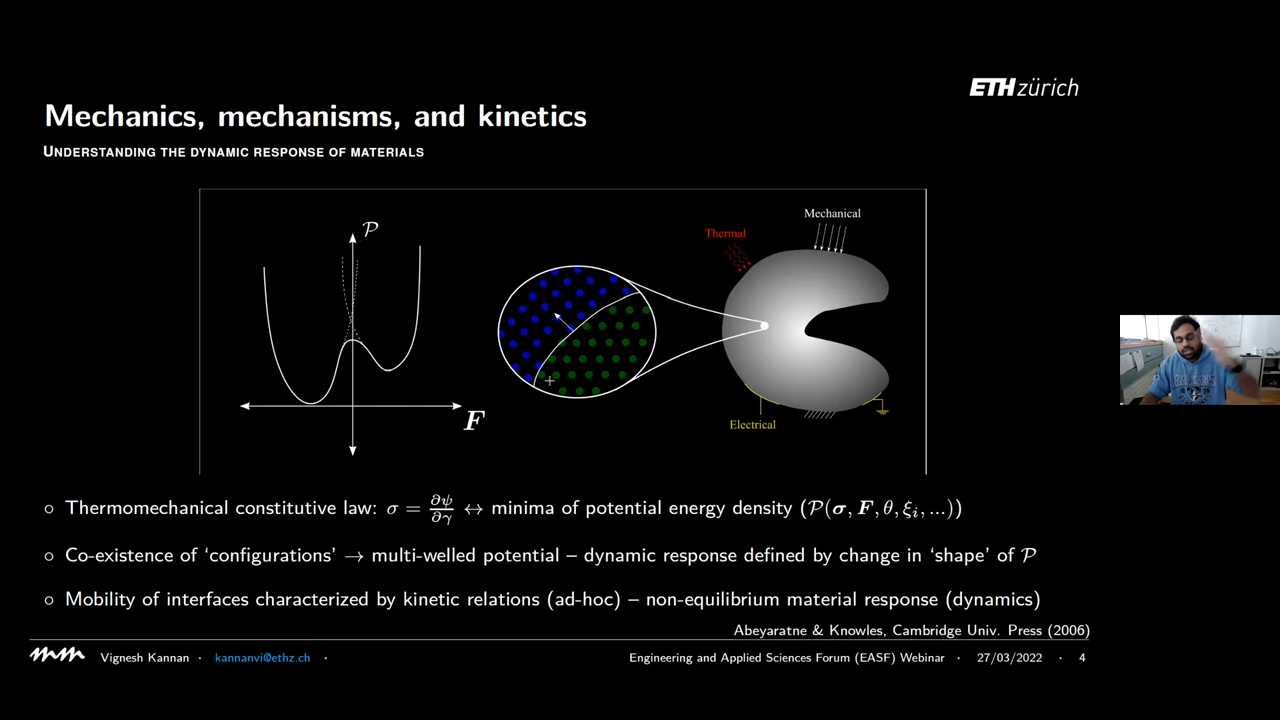 ETH zürich
Mechanics, mechanisms, and kinetics
UNDERSTANDING THE DYNAMIC RESPONSE OF MATERIALS
𝒫
F
Thermal
Mechanical
Electrical
○ Thermomechanical constitutive law: σ = ∂ψ/∂γ ↔ minima of potential energy density (𝒫(σ, F, θ, ξᵢ, ...))
○ Co-existence of ‘configurations’ → multi-welled potential – dynamic response defined by change in ‘shape’ of 𝒫
○ Mobility of interfaces characterized by kinetic relations (ad-hoc) – non-equilibrium material response (dynamics)
Abeyaratne & Knowles, Cambridge Univ. Press (2006)
Vignesh Kannan · kannanvi@ethz.ch · Engineering and Applied Sciences Forum (EASF) Webinar · 27/03/2022 · 4